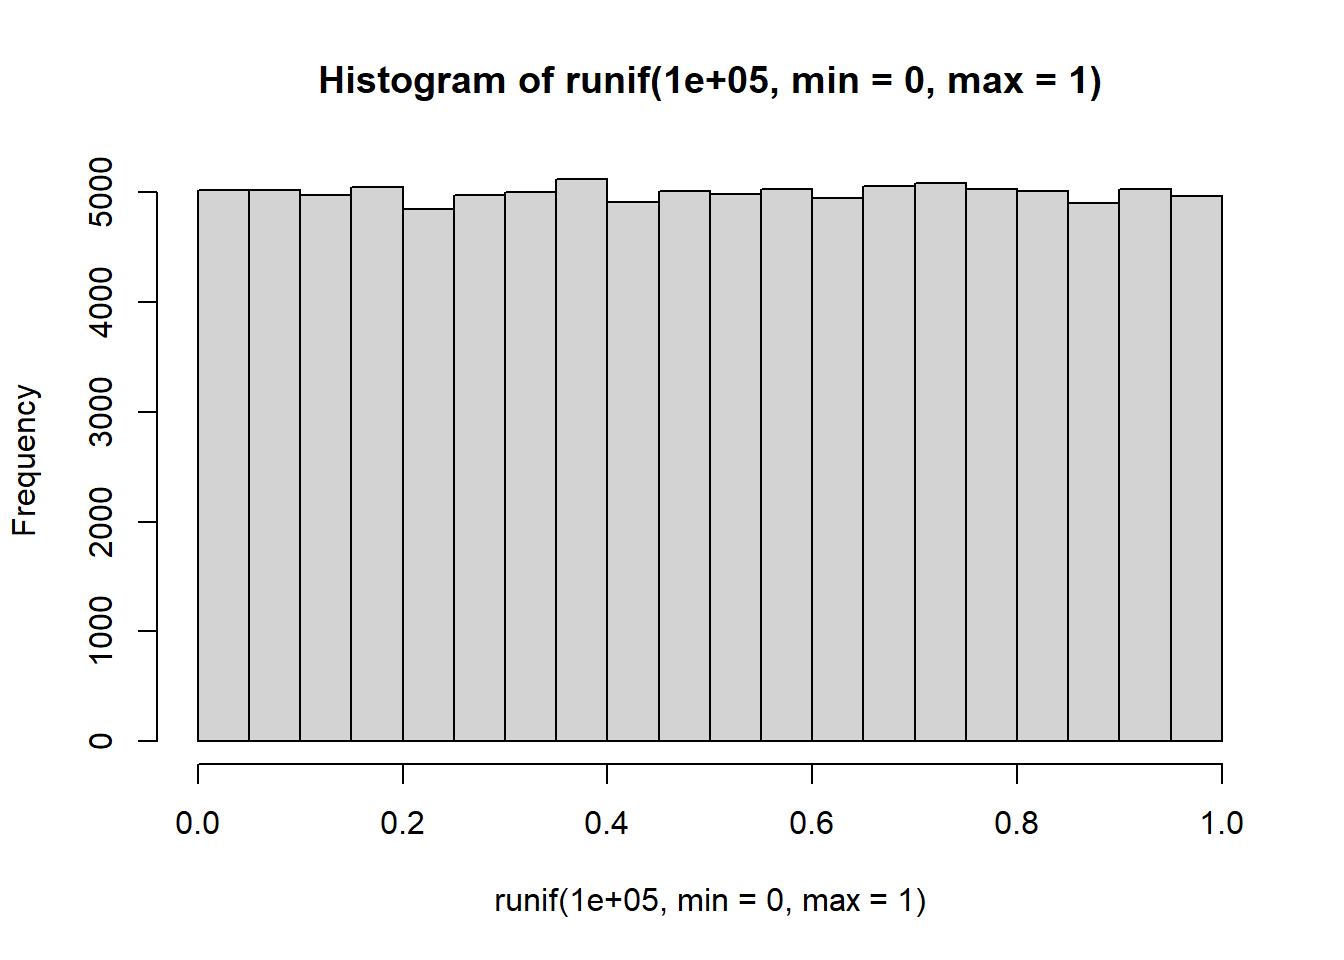 Histogram of runif(1e+05, min = 0, max = 1)
Frequency
5000
4000
3000
2000
1000
0
0.0 0.2 0.4 0.6 0.8 1.0
runif(1e+05, min = 0, max = 1)